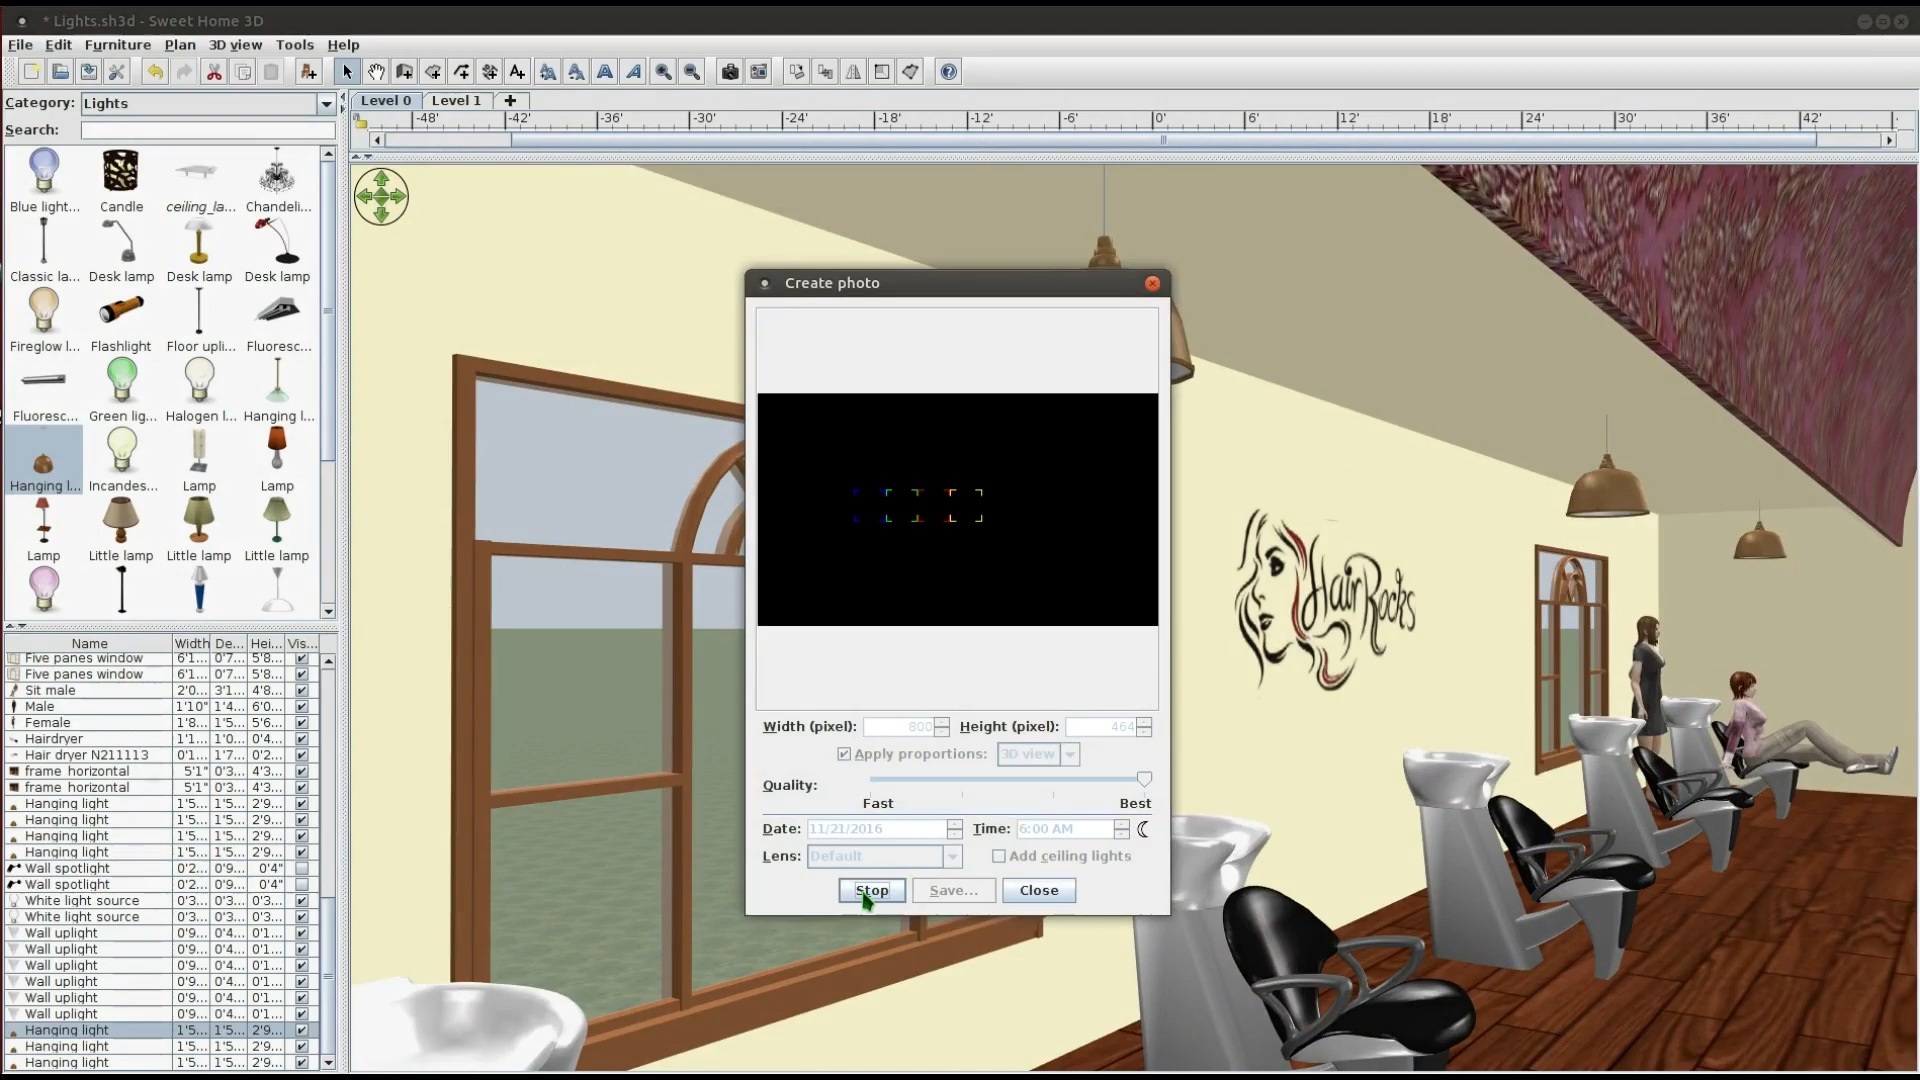 * Lights.sh3d - Sweet Home 3D
File Edit Furniture Plan 3D view Tools Help
Category: Lights
Search:
Level 0 Level 1
-48' -42' -36' -30' -24' -18' -12' -6' 0' 6' 12' 18' 24' 30' 36' 42'
Blue light... Candle ceiling_la... Chandeli...
Classic la... Desk lamp Desk lamp Desk lamp
Fireglow l... Flashlight Floor upli... Fluoresc...
Fluoresc... Green lig... Halogen l... Hanging l...
Hanging l... Incandes... Lamp Lamp
Lamp Little lamp Little lamp Little lamp
Name Width De... Hei... Vis...
Five panes window 6'1... 0'7... 5'8...
Five panes window 6'1... 0'7... 5'8...
Sit male 2'0... 3'1... 4'8...
Male 1'10" 1'4... 6'0...
Female 1'8... 1'5... 5'6...
Hairdryer 1'1... 1'0... 0'4...
Hair dryer N211113 0'1... 1'7... 0'2...
frame horizontal 5'1" 0'3... 4'3...
frame horizontal 5'1" 0'3... 4'3...
Hanging light 1'5... 1'5... 2'9...
Hanging light 1'5... 1'5... 2'9...
Hanging light 1'5... 1'5... 2'9...
Hanging light 1'5... 1'5... 2'9...
Wall spotlight 0'2... 0'9... 0'4"
Wall spotlight 0'2... 0'9... 0'4"
White light source 0'3... 0'3... 0'3...
White light source 0'3... 0'3... 0'3...
Wall uplight 0'9... 0'4... 0'1...
Wall uplight 0'9... 0'4... 0'1...
Wall uplight 0'9... 0'4... 0'1...
Wall uplight 0'9... 0'4... 0'1...
Wall uplight 0'9... 0'4... 0'1...
Wall uplight 0'9... 0'4... 0'1...
Hanging light 1'5... 1'5... 2'9...
Hanging light 1'5... 1'5... 2'9...
Hanging light 1'5... 1'5... 2'9...
Create photo
Width (pixel): 800 Height (pixel): 464
Apply proportions: 3D view
Quality:
Fast Best
Date: 11/21/2016 Time: 6:00 AM
Lens: Default Add ceiling lights
Stop Save... Close
HairRocks